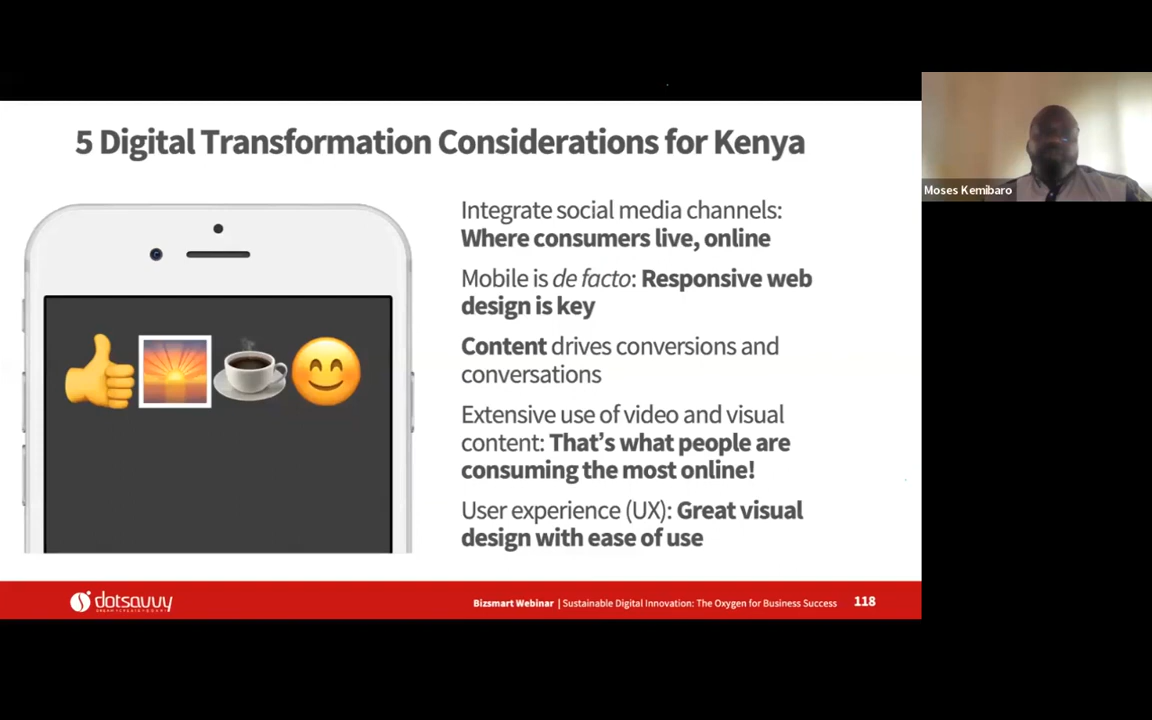 5 Digital Transformation Considerations for Kenya
Integrate social media channels:
Where consumers live, online
Mobile is de facto: Responsive web
design is key
Content drives conversions and
conversations
Extensive use of video and visual
content: That's what people are
consuming the most online!
User experience (UX): Great visual
design with ease of use
dotsavvy
Bizsmart Webinar | Sustainable Digital Innovation: The Oxygen for Business Success 118
Moses Kemibaro